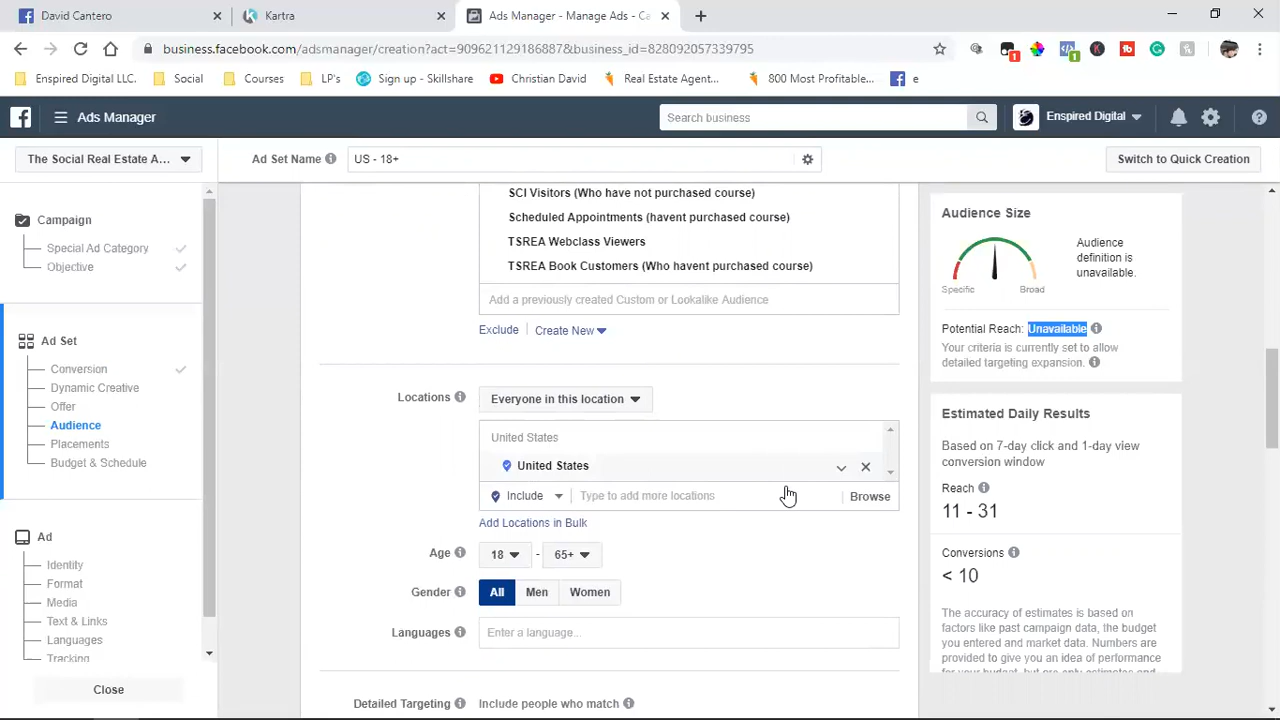 David Cantero
Kartra
Ads Manager - Manage Ads - Ca
business.facebook.com/adsmanager/creation?act=909621129186887&business_id=828092057339795
1
1
Enspired Digital LLC.
Social
Courses
LP's
Sign up - Skillshare
Christian David
Real Estate Agent...
800 Most Profitable...
e
Ads Manager
Search business
Enspired Digital
The Social Real Estate A...
Ad Set Name
US - 18+
Switch to Quick Creation
Campaign
Special Ad Category
Objective
Ad Set
Conversion
Dynamic Creative
Offer
Audience
Placements
Budget & Schedule
Ad
Identity
Format
Media
Text & Links
Languages
Tracking
Close
SCI Visitors (Who have not purchased course)
Scheduled Appointments (havent purchased course)
TSREA Webclass Viewers
TSREA Book Customers (Who havent purchased course)
Add a previously created Custom or Lookalike Audience
Exclude
Create New
Locations
Everyone in this location
United States
United States
Include
Type to add more locations
Browse
Add Locations in Bulk
Age
18
-
65+
Gender
All
Men
Women
Languages
Enter a language...
Detailed Targeting
Include people who match
Audience Size
Specific
Broad
Audience
definition is
unavailable.
Potential Reach: Unavailable
Your criteria is currently set to allow
detailed targeting expansion.
Estimated Daily Results
Based on 7-day click and 1-day view
conversion window
Reach
11 - 31
Conversions
< 10
The accuracy of estimates is based on
factors like past campaign data, the budget
you entered and market data. Numbers are
provided to give you an idea of performance
for your budget, but are only estimates and